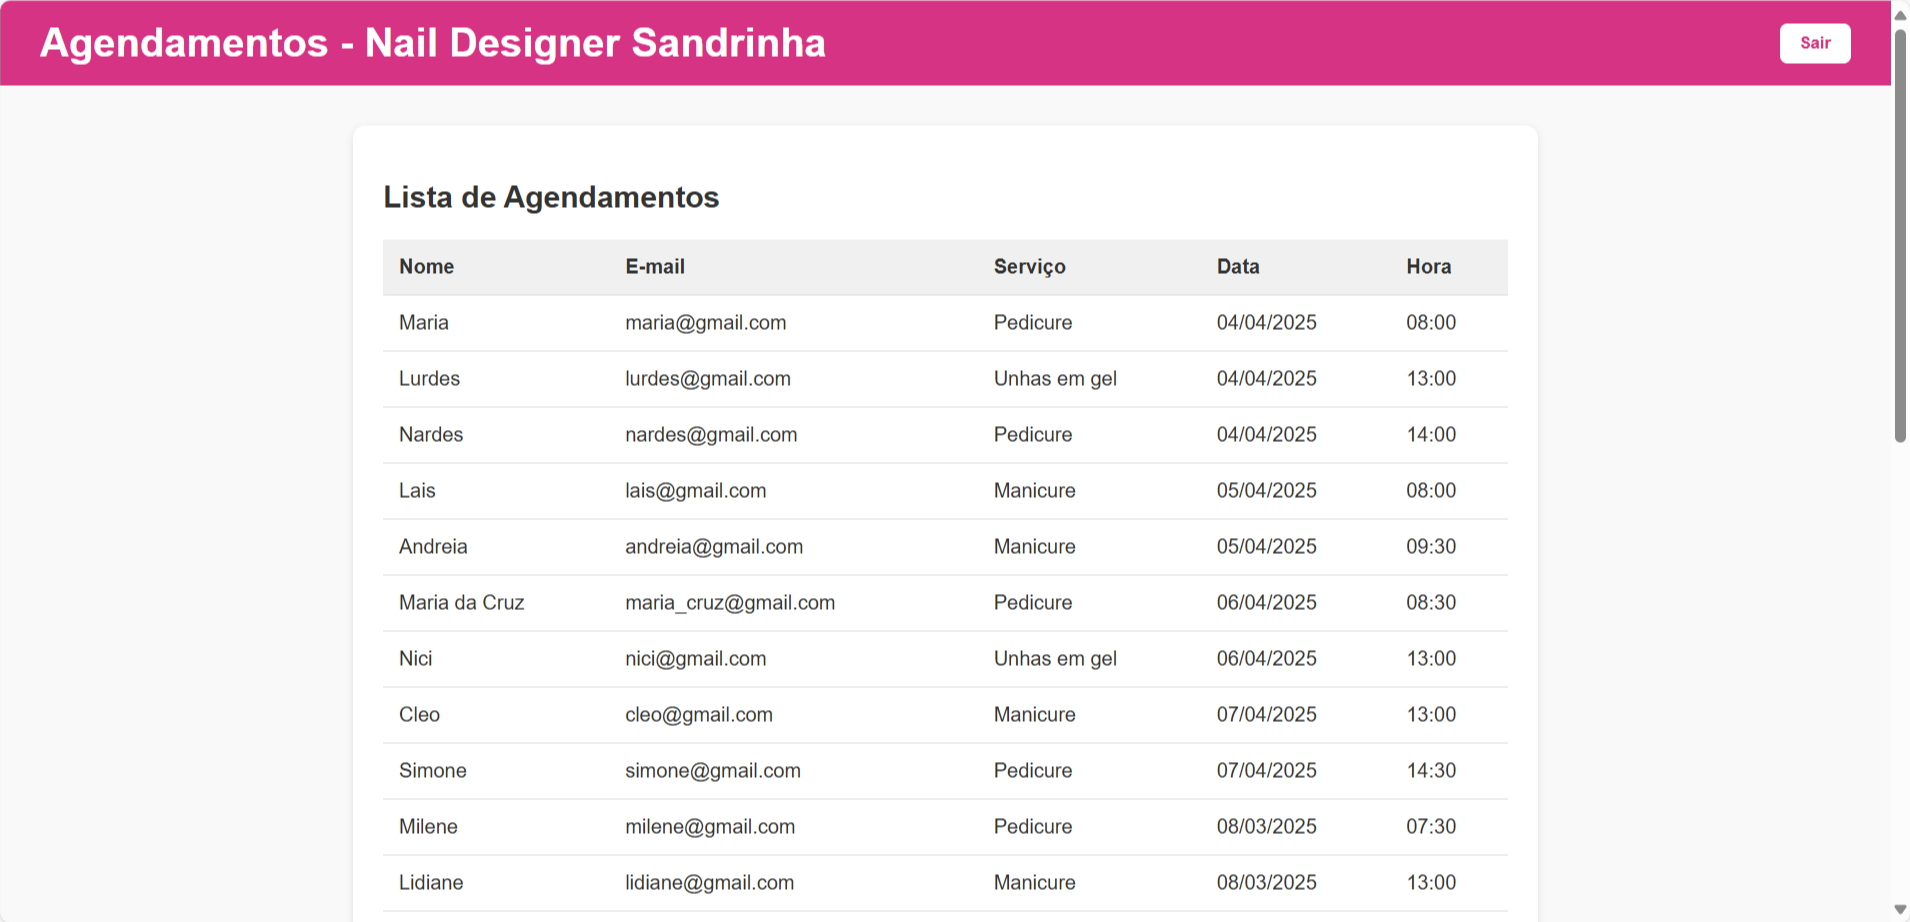 Agendamentos - Nail Designer Sandrinha Sair
Lista de Agendamentos
Nome E-mail Serviço Data Hora
Maria maria@gmail.com Pedicure 04/04/2025 08:00
Lurdes lurdes@gmail.com Unhas em gel 04/04/2025 13:00
Nardes nardes@gmail.com Pedicure 04/04/2025 14:00
Lais lais@gmail.com Manicure 05/04/2025 08:00
Andreia andreia@gmail.com Manicure 05/04/2025 09:30
Maria da Cruz maria_cruz@gmail.com Pedicure 06/04/2025 08:30
Nici nici@gmail.com Unhas em gel 06/04/2025 13:00
Cleo cleo@gmail.com Manicure 07/04/2025 13:00
Simone simone@gmail.com Pedicure 07/04/2025 14:30
Milene milene@gmail.com Pedicure 08/03/2025 07:30
Lidiane lidiane@gmail.com Manicure 08/03/2025 13:00